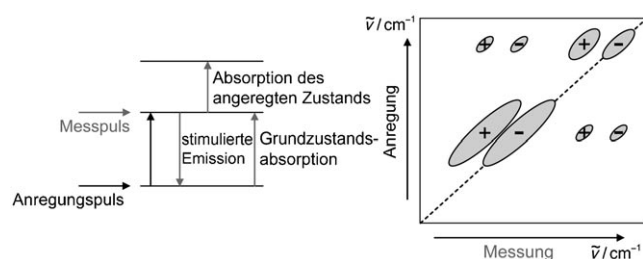 Absorption des
angeregten Zustands
Messpuls
stimulierte
Emission
Grundzustands-
absorption
Anregungspuls
ṽ/cm⁻¹
Anregung
+ - + -
+ -
+ -
Messung
ṽ/cm⁻¹